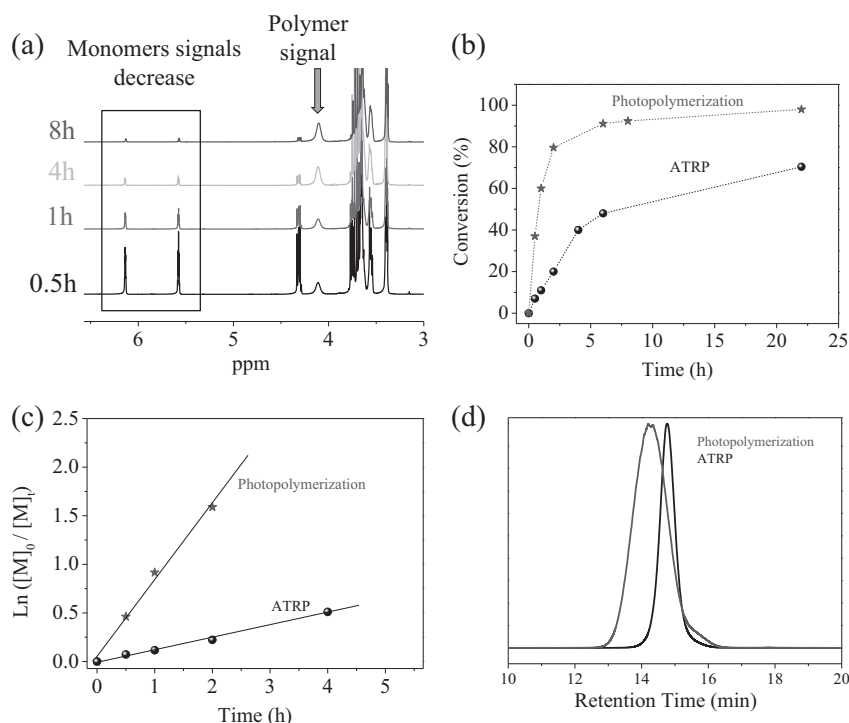 (a)
Monomers signals
decrease
Polymer
signal
8h
4h
1h
0.5h
6 5 4 3
ppm
(b)
100
80
60
40
20
0
Conversion (%)
Photopolymerization
ATRP
0 5 10 15 20 25
Time (h)
(c)
2.5
2.0
1.5
1.0
0.5
0.0
Ln ([M]0 / [M]t)
Photopolymerization
ATRP
0 1 2 3 4 5
Time (h)
(d)
Photopolymerization
ATRP
10 12 14 16 18 20
Retention Time (min)